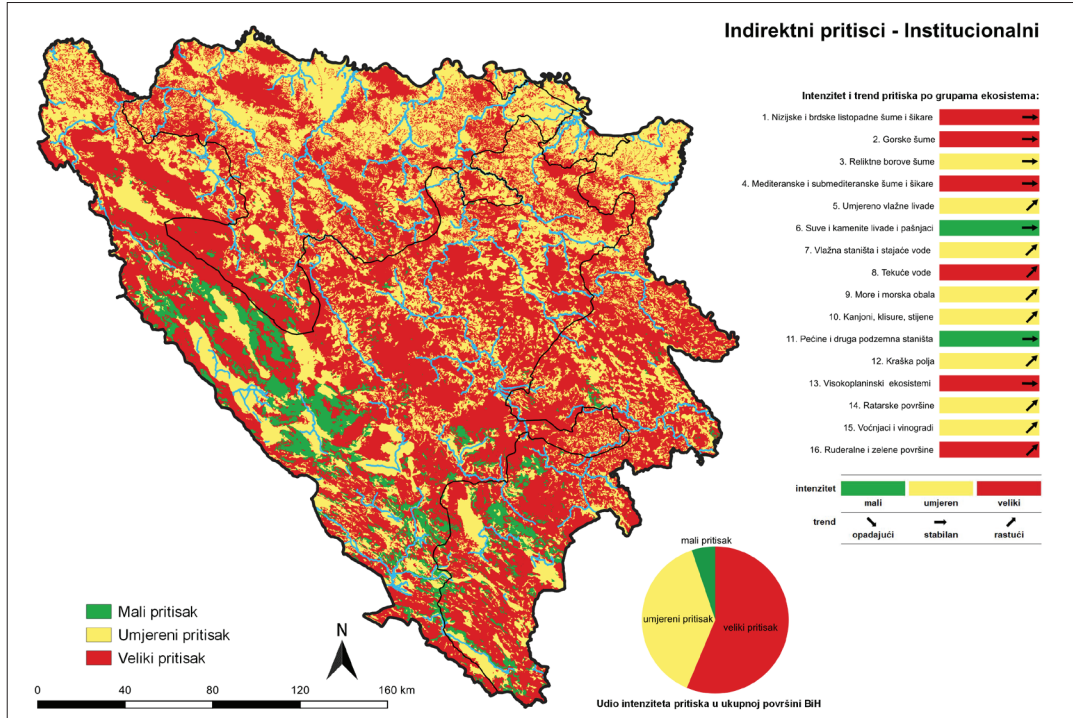 Indirektni pritisci - Institucionalni
Intenzitet i trend pritiska po grupama ekosistema:
1. Nizijske i brdske listopadne šume i šikare
2. Gorske šume
3. Reliktne borove šume
4. Mediteranske i submediteranske šume i šikare
5. Umjereno vlažne livade
6. Suve i kamenite livade i pašnjaci
7. Vlažna staništa i stajaće vode
8. Tekuće vode
9. More i morska obala
10. Kanjoni, klisure, stijene
11. Pećine i druga podzemna staništa
12. Kraška polja
13. Visokoplaninski ekosistemi
14. Ratarske površine
15. Voćnjaci i vinogradi
16. Ruderalne i zelene površine
intenzitet
mali umjeren veliki
trend
opadajući stabilan rastući
mali pritisak
umjereni pritisak
veliki pritisak
Udio inteziteta pritiska u ukupnoj površini BiH
Mali pritisak
Umjereni pritisak
Veliki pritisak
N
0 40 80 120 160 km